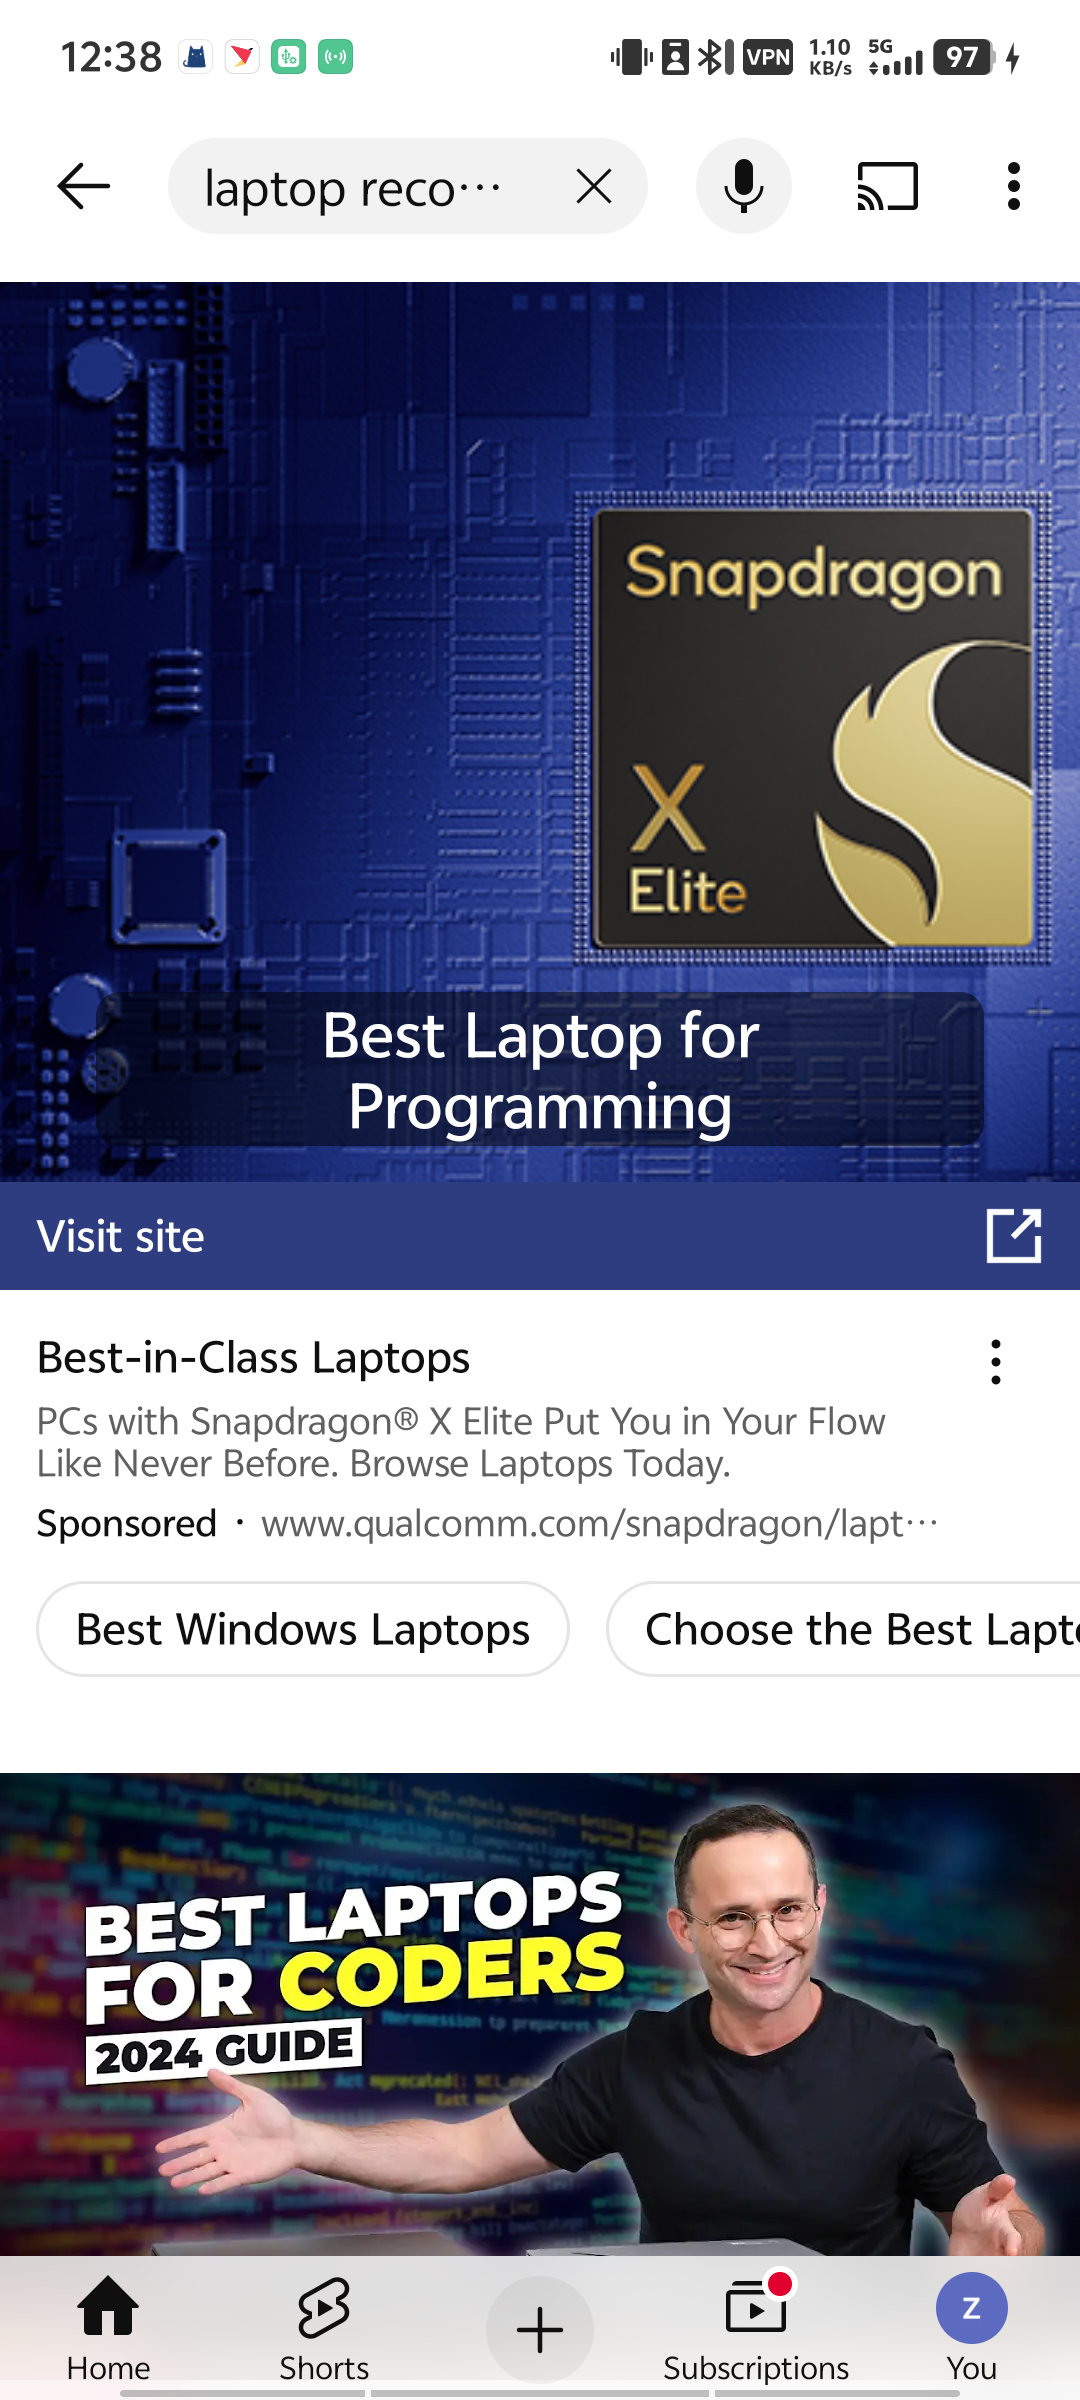 12:38
VPN
1.10
KB/s
5G
97
laptop reco...
Snapdragon
X
Elite
Best Laptop for
Programming
Visit site
Best-in-Class Laptops
PCs with Snapdragon® X Elite Put You in Your Flow
Like Never Before. Browse Laptops Today.
Sponsored · www.qualcomm.com/snapdragon/lapt...
Best Windows Laptops
Choose the Best Lapt
BEST LAPTOPS
FOR CODERS
2024 GUIDE
Home
Shorts
Subscriptions
Z
You